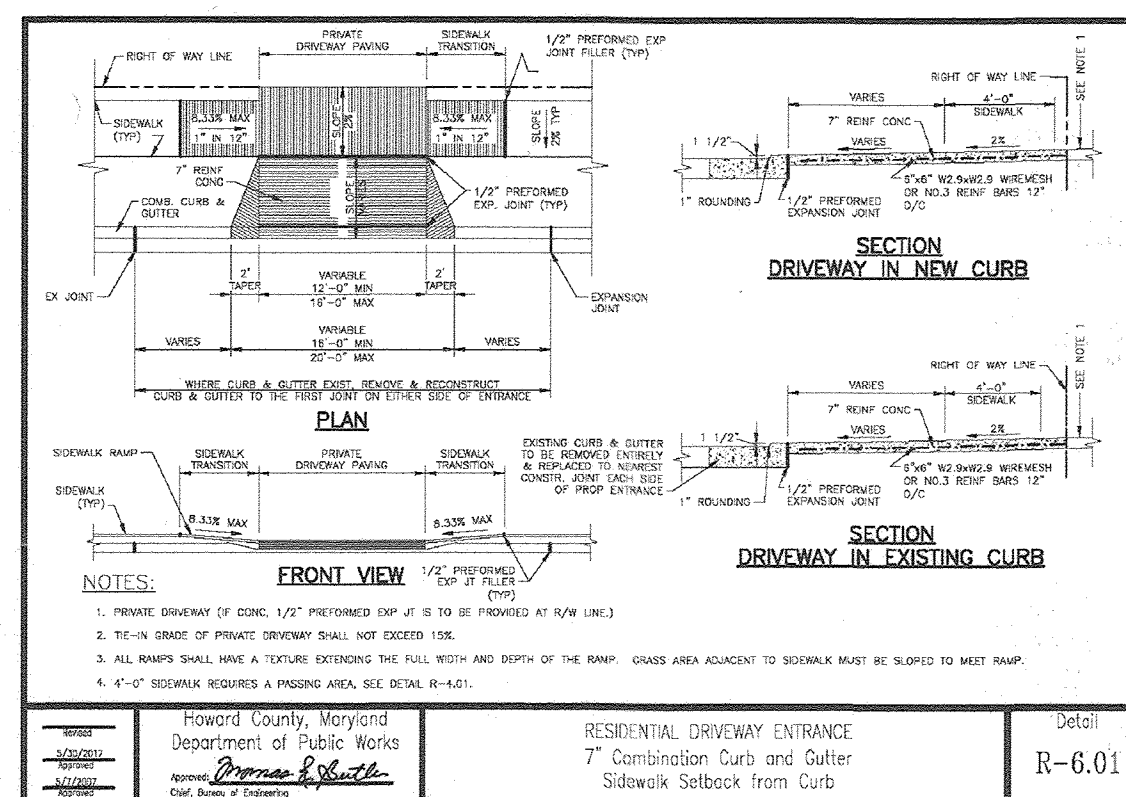 PRIVATE
DRIVEWAY PAVING
SIDEWALK
TRANSITION
1/2" PREFORMED EXP
JOINT FILLER (TYP)
RIGHT OF WAY LINE
SIDEWALK
(TYP)
8.33% MAX
1" IN 12"
SLOPE
2%
8.33% MAX
1" IN 12"
SLOPE
2% TYP
7" REINF
CONC
SLOPE
VARIES
1/2" PREFORMED
EXP. JOINT (TYP)
COMB. CURB &
GUTTER
EX JOINT
2'
TAPER
VARIABLE
12'-0" MIN
16'-0" MAX
2'
TAPER
EXPANSION
JOINT
VARIES
VARIABLE
16'-0" MIN
20'-0" MAX
VARIES
WHERE CURB & GUTTER EXIST, REMOVE & RECONSTRUCT
CURB & GUTTER TO THE FIRST JOINT ON EITHER SIDE OF ENTRANCE
PLAN
RIGHT OF WAY LINE
SEE NOTE 1
VARIES
4'-0"
SIDEWALK
7" REINF CONC
1 1/2"
VARIES
2%
1" ROUNDING
1/2" PREFORMED
EXPANSION JOINT
6"x6" W2.9xW2.9 WIREMESH
OR NO.3 REINF BARS 12"
O/C
SECTION
DRIVEWAY IN NEW CURB
RIGHT OF WAY LINE
SEE NOTE 1
VARIES
4'-0"
SIDEWALK
7" REINF CONC
1 1/2"
VARIES
2%
EXISTING CURB & GUTTER
TO BE REMOVED ENTIRELY
& REPLACED TO NEAREST
CONSTR. JOINT EACH SIDE
OF PROP ENTRANCE
1" ROUNDING
1/2" PREFORMED
EXPANSION JOINT
6"x6" W2.9xW2.9 WIREMESH
OR NO.3 REINF BARS 12"
O/C
SECTION
DRIVEWAY IN EXISTING CURB
SIDEWALK RAMP
SIDEWALK
TRANSITION
PRIVATE
DRIVEWAY PAVING
SIDEWALK
TRANSITION
SIDEWALK
(TYP)
8.33% MAX
8.33% MAX
FRONT VIEW
1/2" PREFORMED
EXP JT FILLER
(TYP)
NOTES:
1. PRIVATE DRIVEWAY (IF CONC, 1/2" PREFORMED EXP JT IS TO BE PROVIDED AT R/W LINE.)
2. TIE-IN GRADE OF PRIVATE DRIVEWAY SHALL NOT EXCEED 15%.
3. ALL RAMPS SHALL HAVE A TEXTURE EXTENDING THE FULL WIDTH AND DEPTH OF THE RAMP. GRASS AREA ADJACENT TO SIDEWALK MUST BE SLOPED TO MEET RAMP.
4. 4'-0" SIDEWALK REQUIRES A PASSING AREA, SEE DETAIL R-4.01.
Revised
5/30/2017
Approved
5/7/2007
Approved
Howard County, Maryland
Department of Public Works
Approved: Thomas E. Butler
Chief, Bureau of Engineering
RESIDENTIAL DRIVEWAY ENTRANCE
7" Combination Curb and Gutter
Sidewalk Setback from Curb
Detail
R-6.01